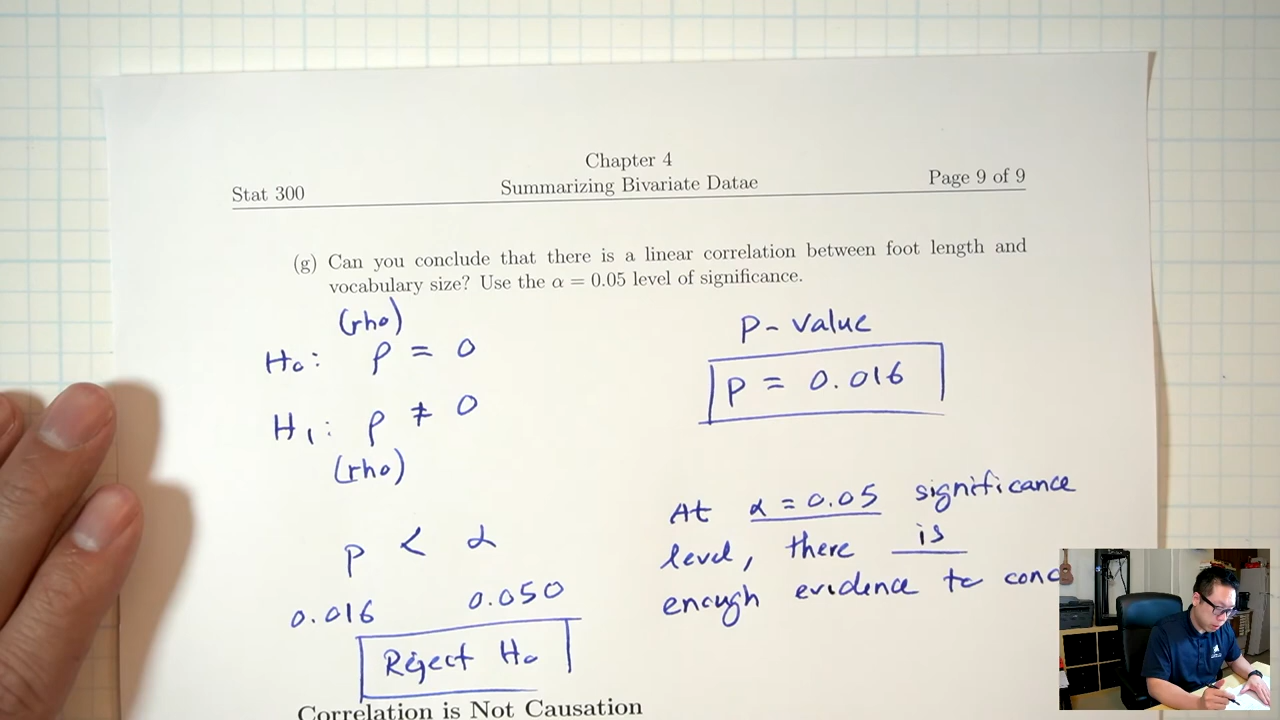 Chapter 4
Stat 300
Summarizing Bivariate Datae
Page 9 of 9
(g) Can you conclude that there is a linear correlation between foot length and
vocabulary size? Use the α = 0.05 level of significance.
(rho)
H₀: ρ = 0
H₁: ρ ≠ 0
(rho)
p < α
0.016 0.050
Reject H₀
P-value
P = 0.016
At α = 0.05 significance
level, there is
enough evidence to conc
Correlation is Not Causation